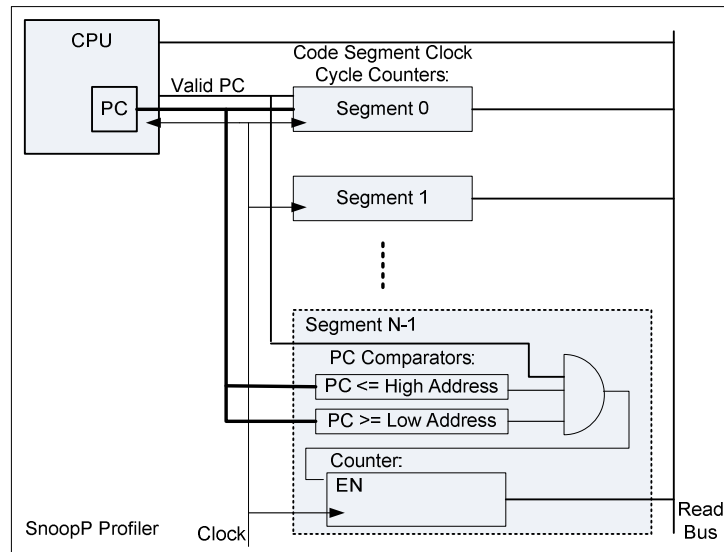 CPU
Code Segment Clock
Cycle Counters:
Valid PC
PC
Segment 0
Segment 1
Segment N-1
PC Comparators:
PC <= High Address
PC >= Low Address
Counter:
EN
SnoopP Profiler
Clock
Read
Bus